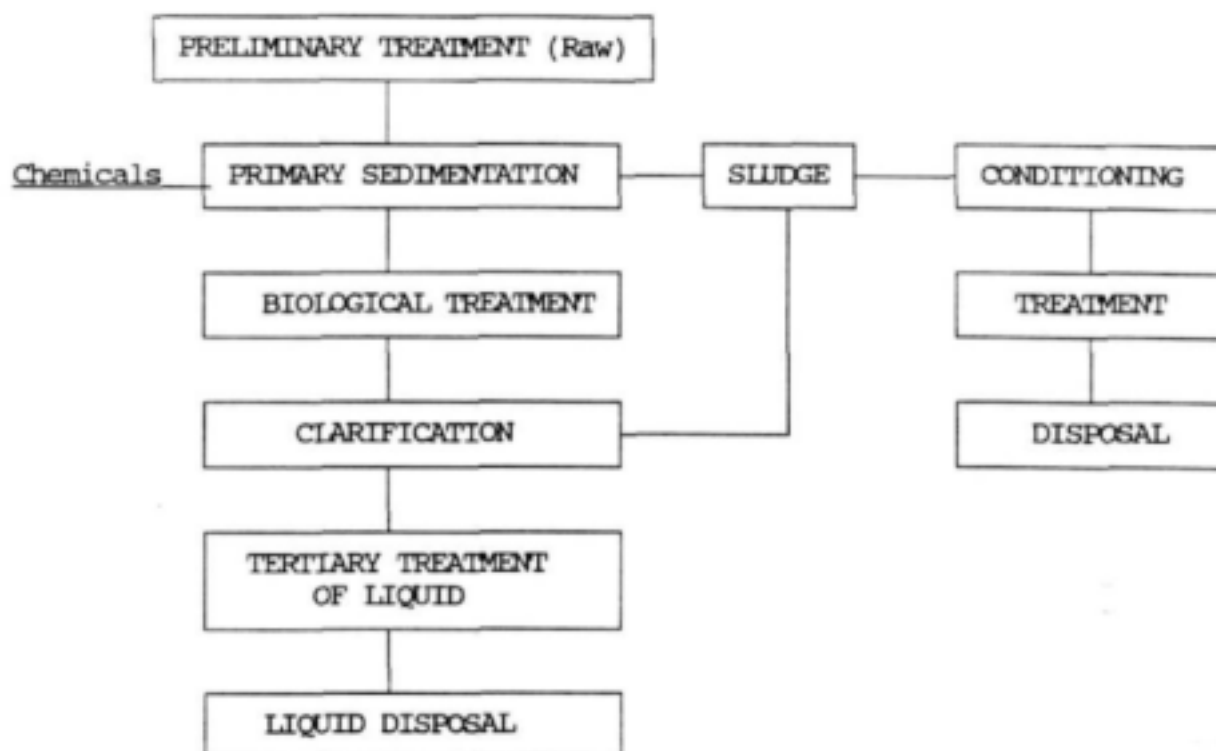 PRELIMINARY TREATMENT (Raw)
Chemicals
PRIMARY SEDIMENTATION
SLUDGE
CONDITIONING
BIOLOGICAL TREATMENT
TREATMENT
CLARIFICATION
DISPOSAL
TERTIARY TREATMENT
OF LIQUID
LIQUID DISPOSAL